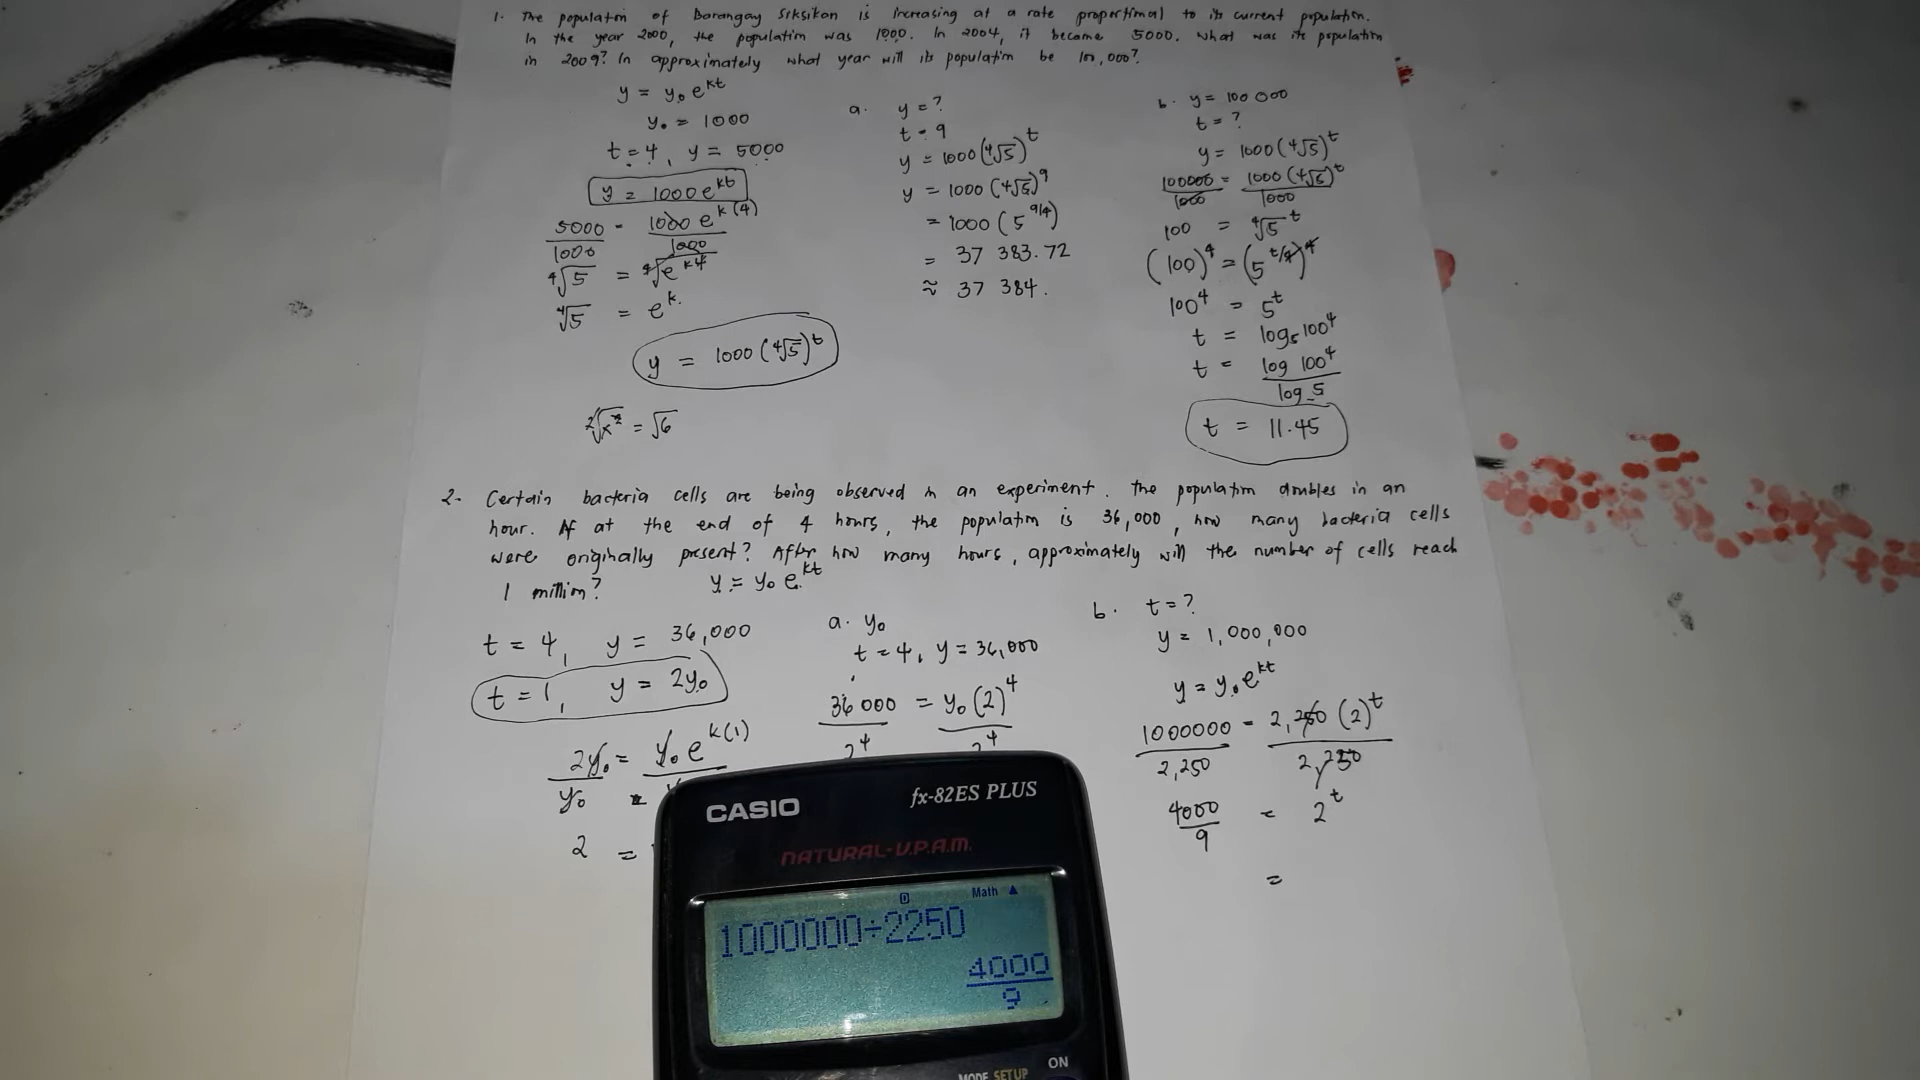 1. The population of Barangay Siksikan is increasing at a rate proportional to its current population.
In the year 2000, the population was 1000. In 2004, it became 5000. What was its population
in 2009? In approximately what year will its population be 100,000?
y = y₀ e^kt
y₀ = 1000
t = 4, y = 5000
y = 1000 e^kt
5000/1000 = 1000 e^k(4)/1000
⁴√5 = ⁴√e^k4
⁴√5 = e^k.
y = 1000 (⁴√5)^t
²√x² = √6
a. y = ?
t = 9
y = 1000 (⁴√5)^t
y = 1000 (⁴√5)^9
= 1000 (5^9/4)
= 37 383.72
≈ 37 384.
b. y = 100 000
t = ?
y = 1000 (⁴√5)^t
100000/1000 = 1000 (⁴√5)^t/1000
100 = ⁴√5^t
(100)^4 = (5^t/4)^4
100^4 = 5^t
t = log₅ 100^4
t = log 100^4/log 5
t = 11.45
2. Certain bacteria cells are being observed in an experiment. The population doubles in an
hour. If at the end of 4 hours, the population is 36,000, how many bacteria cells
were originally present? After how many hours, approximately will the number of cells reach
1 million? y = y₀ e^kt
t = 4, y = 36,000
t = 1, y = 2y₀
2y₀/y₀ = y₀ e^k(1)
2 =
a. y₀
t = 4, y = 36,000
36 000/2^4 = y₀ (2)^4/2^4
b. t = ?
y = 1,000,000
y = y₀ e^kt
1000000/2,250 = 2,250 (2)^t/2,250
4000/9 = 2^t
=
CASIO fx-82ES PLUS
NATURAL-V.P.A.M.
D Math ▲
1000000÷2250
4000/9
MODE SETUP ON